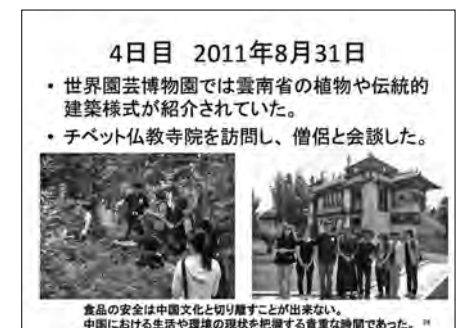 4日目 2011年8月31日
• 世界園芸博物園では雲南省の植物や伝統的
建築様式が紹介されていた。
• チベット仏教寺院を訪問し、僧侶と会談した。
食品の安全は中国文化と切り離すことが出来ない。
中国における生活や環境の現状を把握する貴重な時間であった。